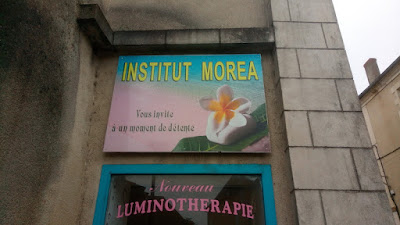 INSTITUT MOREA
Vous invite
à un moment de détente
Nouveau
LUMINOTHERAPIE